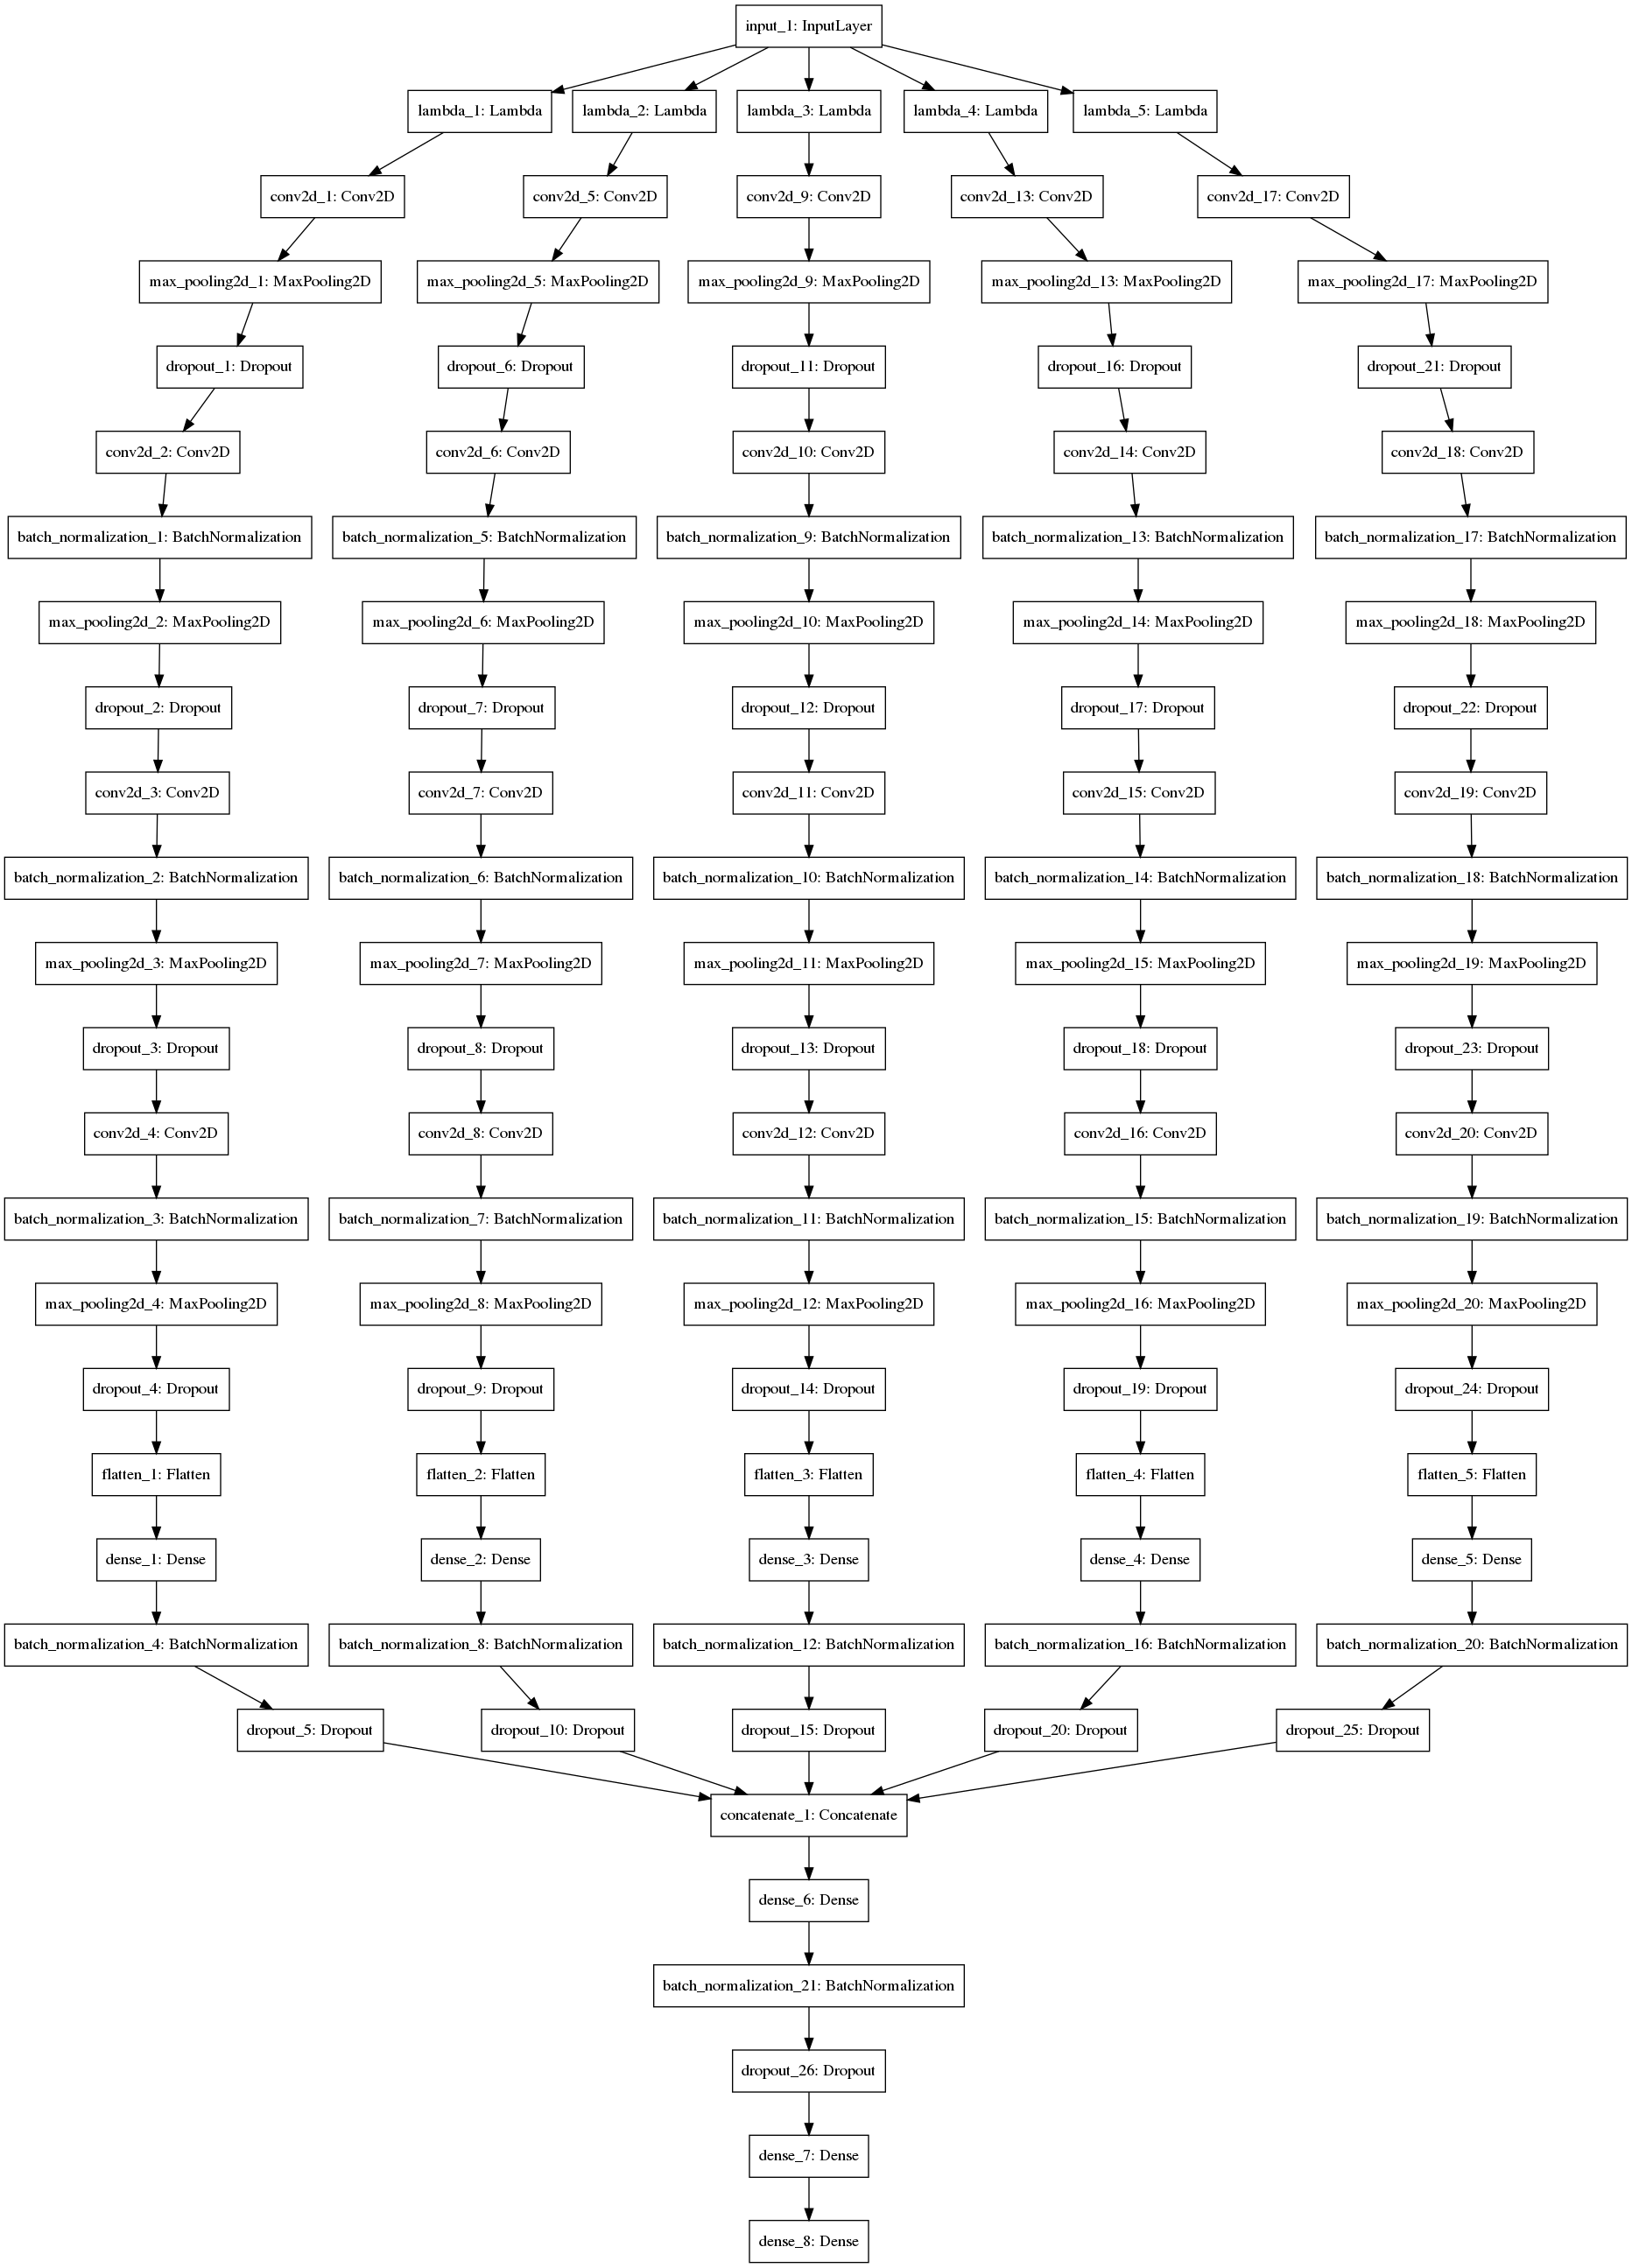 input_1: InputLayer
lambda_1: Lambda
lambda_2: Lambda
lambda_3: Lambda
lambda_4: Lambda
lambda_5: Lambda
conv2d_1: Conv2D
conv2d_5: Conv2D
conv2d_9: Conv2D
conv2d_13: Conv2D
conv2d_17: Conv2D
max_pooling2d_1: MaxPooling2D
max_pooling2d_5: MaxPooling2D
max_pooling2d_9: MaxPooling2D
max_pooling2d_13: MaxPooling2D
max_pooling2d_17: MaxPooling2D
dropout_1: Dropout
dropout_6: Dropout
dropout_11: Dropout
dropout_16: Dropout
dropout_21: Dropout
conv2d_2: Conv2D
conv2d_6: Conv2D
conv2d_10: Conv2D
conv2d_14: Conv2D
conv2d_18: Conv2D
batch_normalization_1: BatchNormalization
batch_normalization_5: BatchNormalization
batch_normalization_9: BatchNormalization
batch_normalization_13: BatchNormalization
batch_normalization_17: BatchNormalization
max_pooling2d_2: MaxPooling2D
max_pooling2d_6: MaxPooling2D
max_pooling2d_10: MaxPooling2D
max_pooling2d_14: MaxPooling2D
max_pooling2d_18: MaxPooling2D
dropout_2: Dropout
dropout_7: Dropout
dropout_12: Dropout
dropout_17: Dropout
dropout_22: Dropout
conv2d_3: Conv2D
conv2d_7: Conv2D
conv2d_11: Conv2D
conv2d_15: Conv2D
conv2d_19: Conv2D
batch_normalization_2: BatchNormalization
batch_normalization_6: BatchNormalization
batch_normalization_10: BatchNormalization
batch_normalization_14: BatchNormalization
batch_normalization_18: BatchNormalization
max_pooling2d_3: MaxPooling2D
max_pooling2d_7: MaxPooling2D
max_pooling2d_11: MaxPooling2D
max_pooling2d_15: MaxPooling2D
max_pooling2d_19: MaxPooling2D
dropout_3: Dropout
dropout_8: Dropout
dropout_13: Dropout
dropout_18: Dropout
dropout_23: Dropout
conv2d_4: Conv2D
conv2d_8: Conv2D
conv2d_12: Conv2D
conv2d_16: Conv2D
conv2d_20: Conv2D
batch_normalization_3: BatchNormalization
batch_normalization_7: BatchNormalization
batch_normalization_11: BatchNormalization
batch_normalization_15: BatchNormalization
batch_normalization_19: BatchNormalization
max_pooling2d_4: MaxPooling2D
max_pooling2d_8: MaxPooling2D
max_pooling2d_12: MaxPooling2D
max_pooling2d_16: MaxPooling2D
max_pooling2d_20: MaxPooling2D
dropout_4: Dropout
dropout_9: Dropout
dropout_14: Dropout
dropout_19: Dropout
dropout_24: Dropout
flatten_1: Flatten
flatten_2: Flatten
flatten_3: Flatten
flatten_4: Flatten
flatten_5: Flatten
dense_1: Dense
dense_2: Dense
dense_3: Dense
dense_4: Dense
dense_5: Dense
batch_normalization_4: BatchNormalization
batch_normalization_8: BatchNormalization
batch_normalization_12: BatchNormalization
batch_normalization_16: BatchNormalization
batch_normalization_20: BatchNormalization
dropout_5: Dropout
dropout_10: Dropout
dropout_15: Dropout
dropout_20: Dropout
dropout_25: Dropout
concatenate_1: Concatenate
dense_6: Dense
batch_normalization_21: BatchNormalization
dropout_26: Dropout
dense_7: Dense
dense_8: Dense